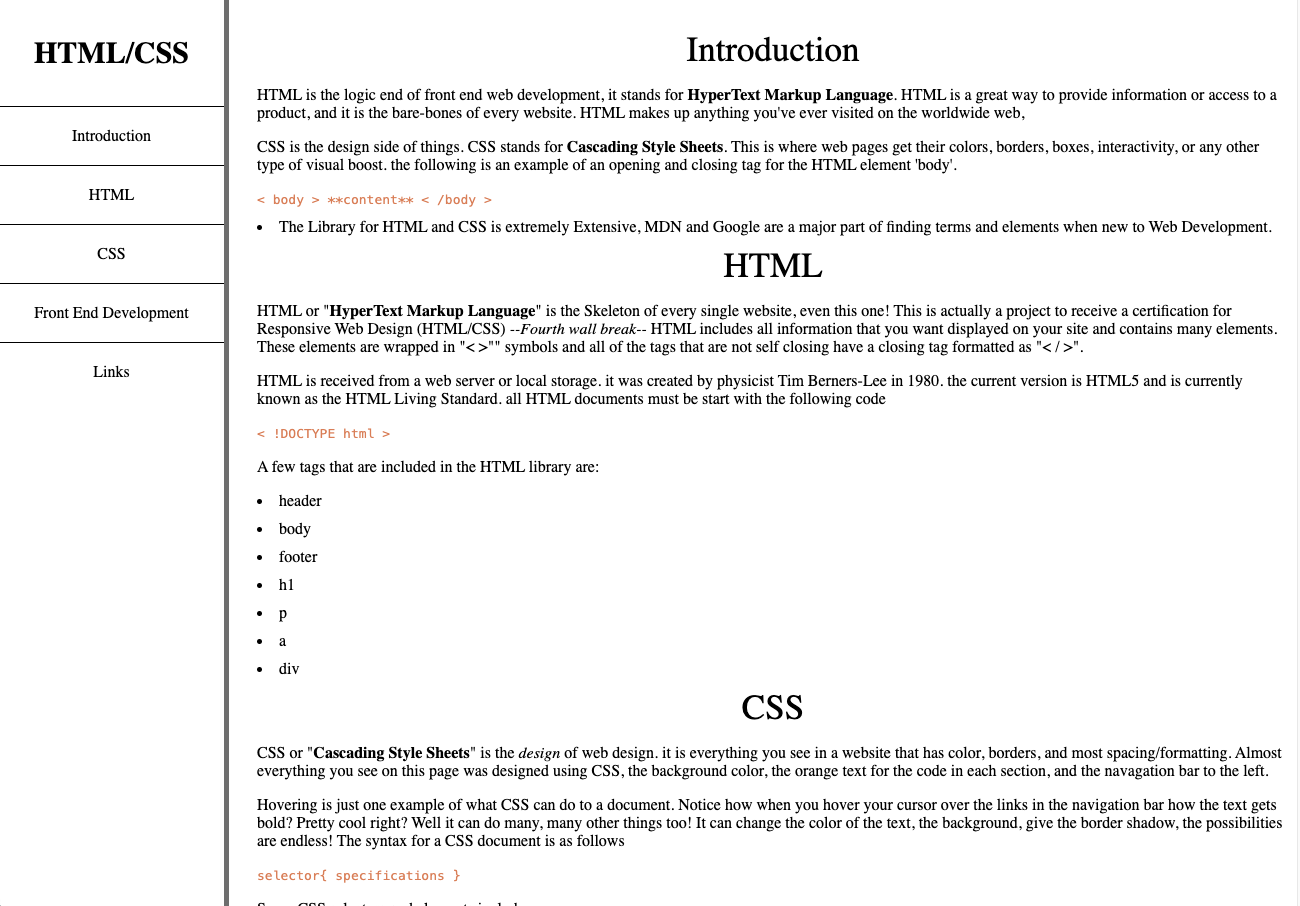 HTML/CSS
Introduction
HTML
CSS
Front End Development
Links
Introduction
HTML is the logic end of front end web development, it stands for HyperText Markup Language. HTML is a great way to provide information or access to a
product, and it is the bare-bones of every website. HTML makes up anything you've ever visited on the worldwide web,
CSS is the design side of things. CSS stands for Cascading Style Sheets. This is where web pages get their colors, borders, boxes, interactivity, or any other
type of visual boost. the following is an example of an opening and closing tag for the HTML element 'body'.
< body > **content** < /body >
• The Library for HTML and CSS is extremely Extensive, MDN and Google are a major part of finding terms and elements when new to Web Development.
HTML
HTML or "HyperText Markup Language" is the Skeleton of every single website, even this one! This is actually a project to receive a certification for
Responsive Web Design (HTML/CSS) --Fourth wall break-- HTML includes all information that you want displayed on your site and contains many elements.
These elements are wrapped in "< >"" symbols and all of the tags that are not self closing have a closing tag formatted as "< / >".
HTML is received from a web server or local storage. it was created by physicist Tim Berners-Lee in 1980. the current version is HTML5 and is currently
known as the HTML Living Standard. all HTML documents must be start with the following code
< !DOCTYPE html >
A few tags that are included in the HTML library are:
• header
• body
• footer
• h1
• p
• a
• div
CSS
CSS or "Cascading Style Sheets" is the design of web design. it is everything you see in a website that has color, borders, and most spacing/formatting. Almost
everything you see on this page was designed using CSS, the background color, the orange text for the code in each section, and the navagation bar to the left.
Hovering is just one example of what CSS can do to a document. Notice how when you hover your cursor over the links in the navigation bar how the text gets
bold? Pretty cool right? Well it can do many, many other things too! It can change the color of the text, the background, give the border shadow, the possibilities
are endless! The syntax for a CSS document is as follows
selector{ specifications }